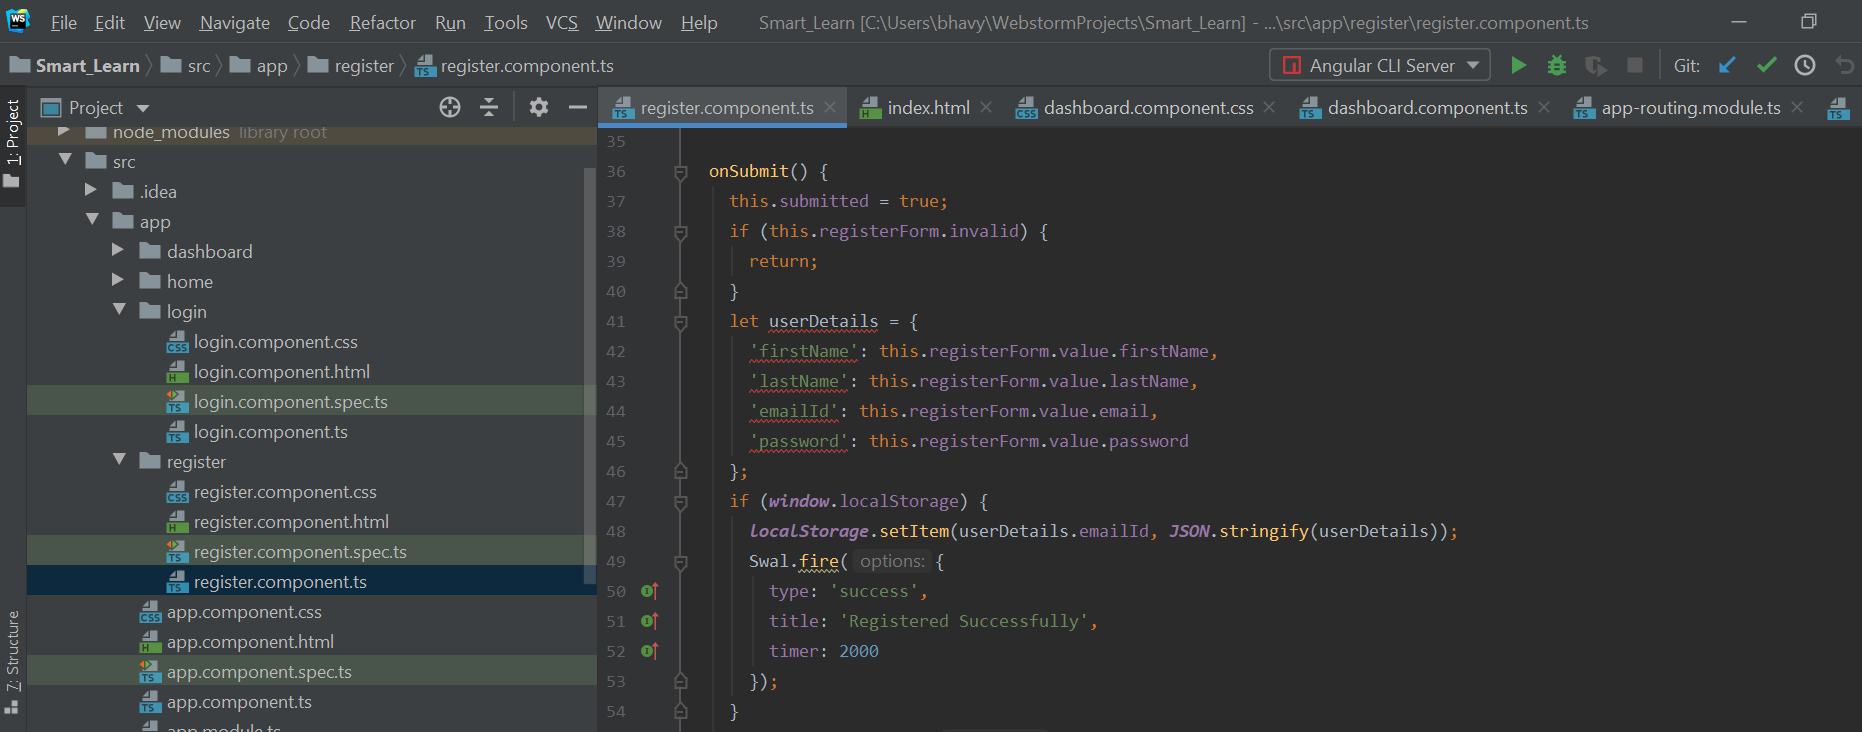 WS File Edit View Navigate Code Refactor Run Tools VCS Window Help Smart_Learn [C:\Users\bhavy\WebstormProjects\Smart_Learn] - ...\src\app\register\register.component.ts
Smart_Learn src app register register.component.ts Angular CLI Server Git:
1: Project
7: Structure
Project
node_modules library root
src
.idea
app
dashboard
home
login
login.component.css
login.component.html
login.component.spec.ts
login.component.ts
register
register.component.css
register.component.html
register.component.spec.ts
register.component.ts
app.component.css
app.component.html
app.component.spec.ts
app.component.ts
app.module.ts
register.component.ts index.html dashboard.component.css dashboard.component.ts app-routing.module.ts
35
36 onSubmit() {
37 this.submitted = true;
38 if (this.registerForm.invalid) {
39 return;
40 }
41 let userDetails = {
42 'firstName': this.registerForm.value.firstName,
43 'lastName': this.registerForm.value.lastName,
44 'emailId': this.registerForm.value.email,
45 'password': this.registerForm.value.password
46 };
47 if (window.localStorage) {
48 localStorage.setItem(userDetails.emailId, JSON.stringify(userDetails));
49 Swal.fire( options: {
50 type: 'success',
51 title: 'Registered Successfully',
52 timer: 2000
53 });
54 }